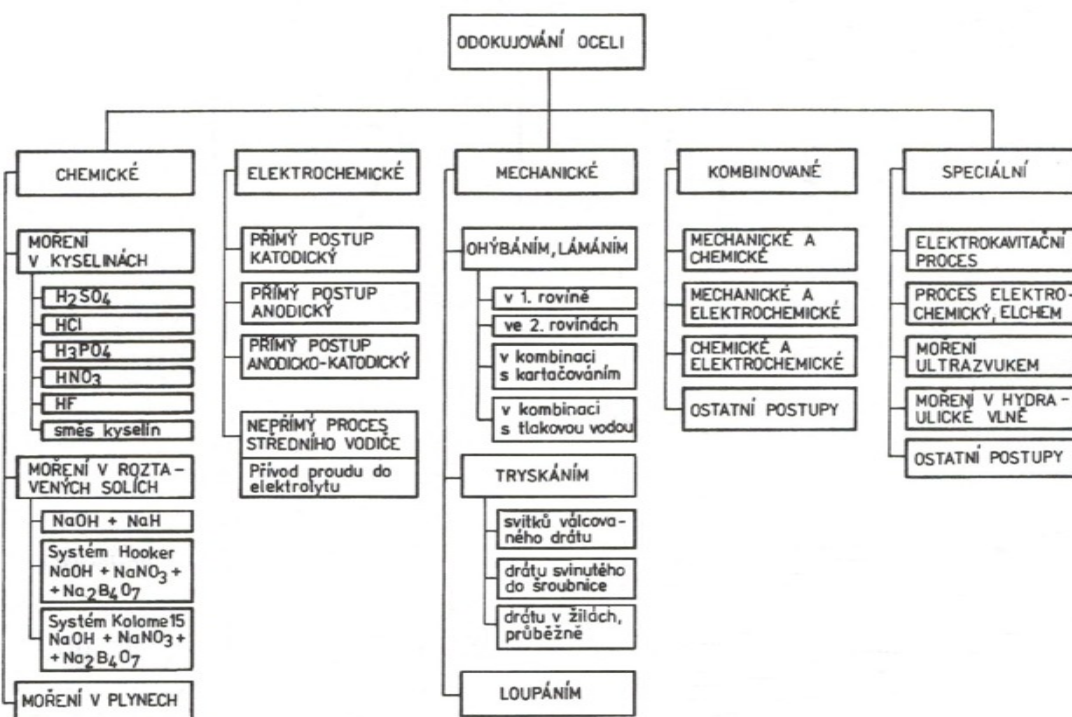 ODOKUJOVÁNÍ OCELI
CHEMICKÉ
MOŘENÍ
V KYSELINÁCH
H2SO4
HCl
H3PO4
HNO3
HF
směs kyselin
MOŘENÍ V ROZTA-
VENÝCH SOLÍCH
NaOH + NaH
Systém Hooker
NaOH + NaNO3 +
+ Na2B4O7
Systém Kolome15
NaOH + NaNO3 +
+ Na2B4O7
MOŘENÍ V PLYNECH
ELEKTROCHEMICKÉ
PŘÍMÝ POSTUP
KATODICKÝ
PŘÍMÝ POSTUP
ANODICKÝ
PŘÍMÝ POSTUP
ANODICKO-KATODICKÝ
NEPŘÍMÝ PROCES
STŘEDNÍHO VODIČE
Přívod proudu do
elektrolytu
MECHANICKÉ
OHÝBÁNÍM, LÁMÁNÍM
v 1. rovině
ve 2. rovinách
v kombinaci
s kartačováním
v kombinaci
s tlakovou vodou
TRYSKÁNÍM
svitků válcova-
ného drátu
drátu svinutého
do šroubnice
drátu v žilách,
průběžně
LOUPÁNÍM
KOMBINOVANÉ
MECHANICKÉ A
CHEMICKÉ
MECHANICKÉ A
ELEKTROCHEMICKÉ
CHEMICKÉ A
ELEKTROCHEMICKÉ
OSTATNÍ POSTUPY
SPECIÁLNÍ
ELEKTROKAVITAČNÍ
PROCES
PROCES ELEKTRO-
CHEMICKÝ, ELCHEM
MOŘENÍ
ULTRAZVUKEM
MOŘENÍ V HYDRA-
ULICKÉ VLNĚ
OSTATNÍ POSTUPY